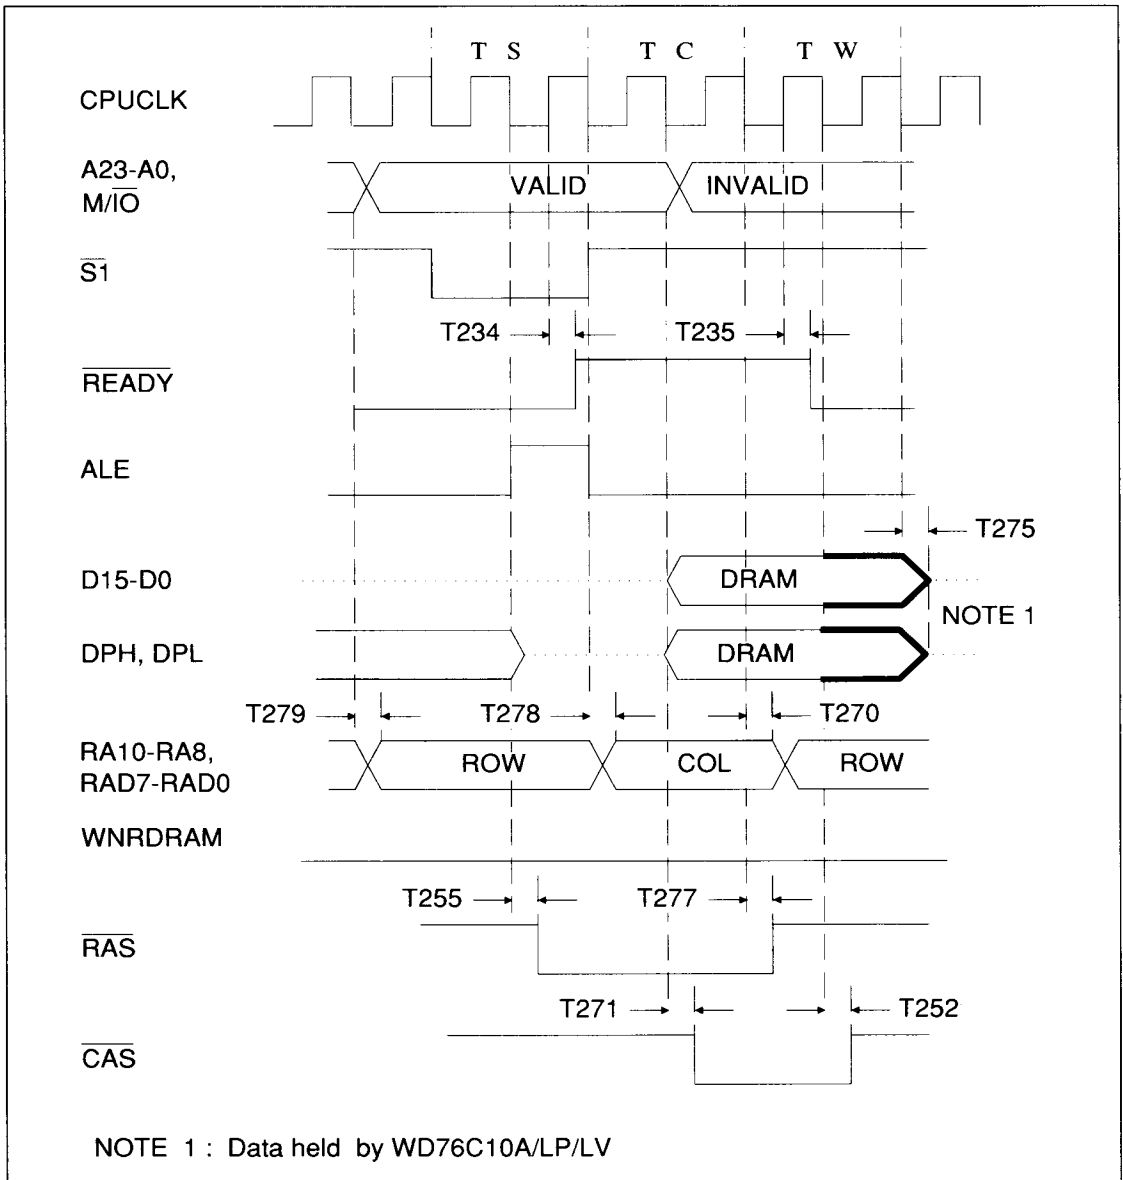 T S T C T W
CPUCLK
A23-A0,
M/IO
VALID INVALID
S1
T234 T235
READY
ALE
T275
D15-D0 DRAM
NOTE 1
DPH, DPL DRAM
T279 T278 T270
RA10-RA8,
RAD7-RAD0
ROW COL ROW
WNRDRAM
T255 T277
RAS
T271 T252
CAS
NOTE 1 : Data held by WD76C10A/LP/LV